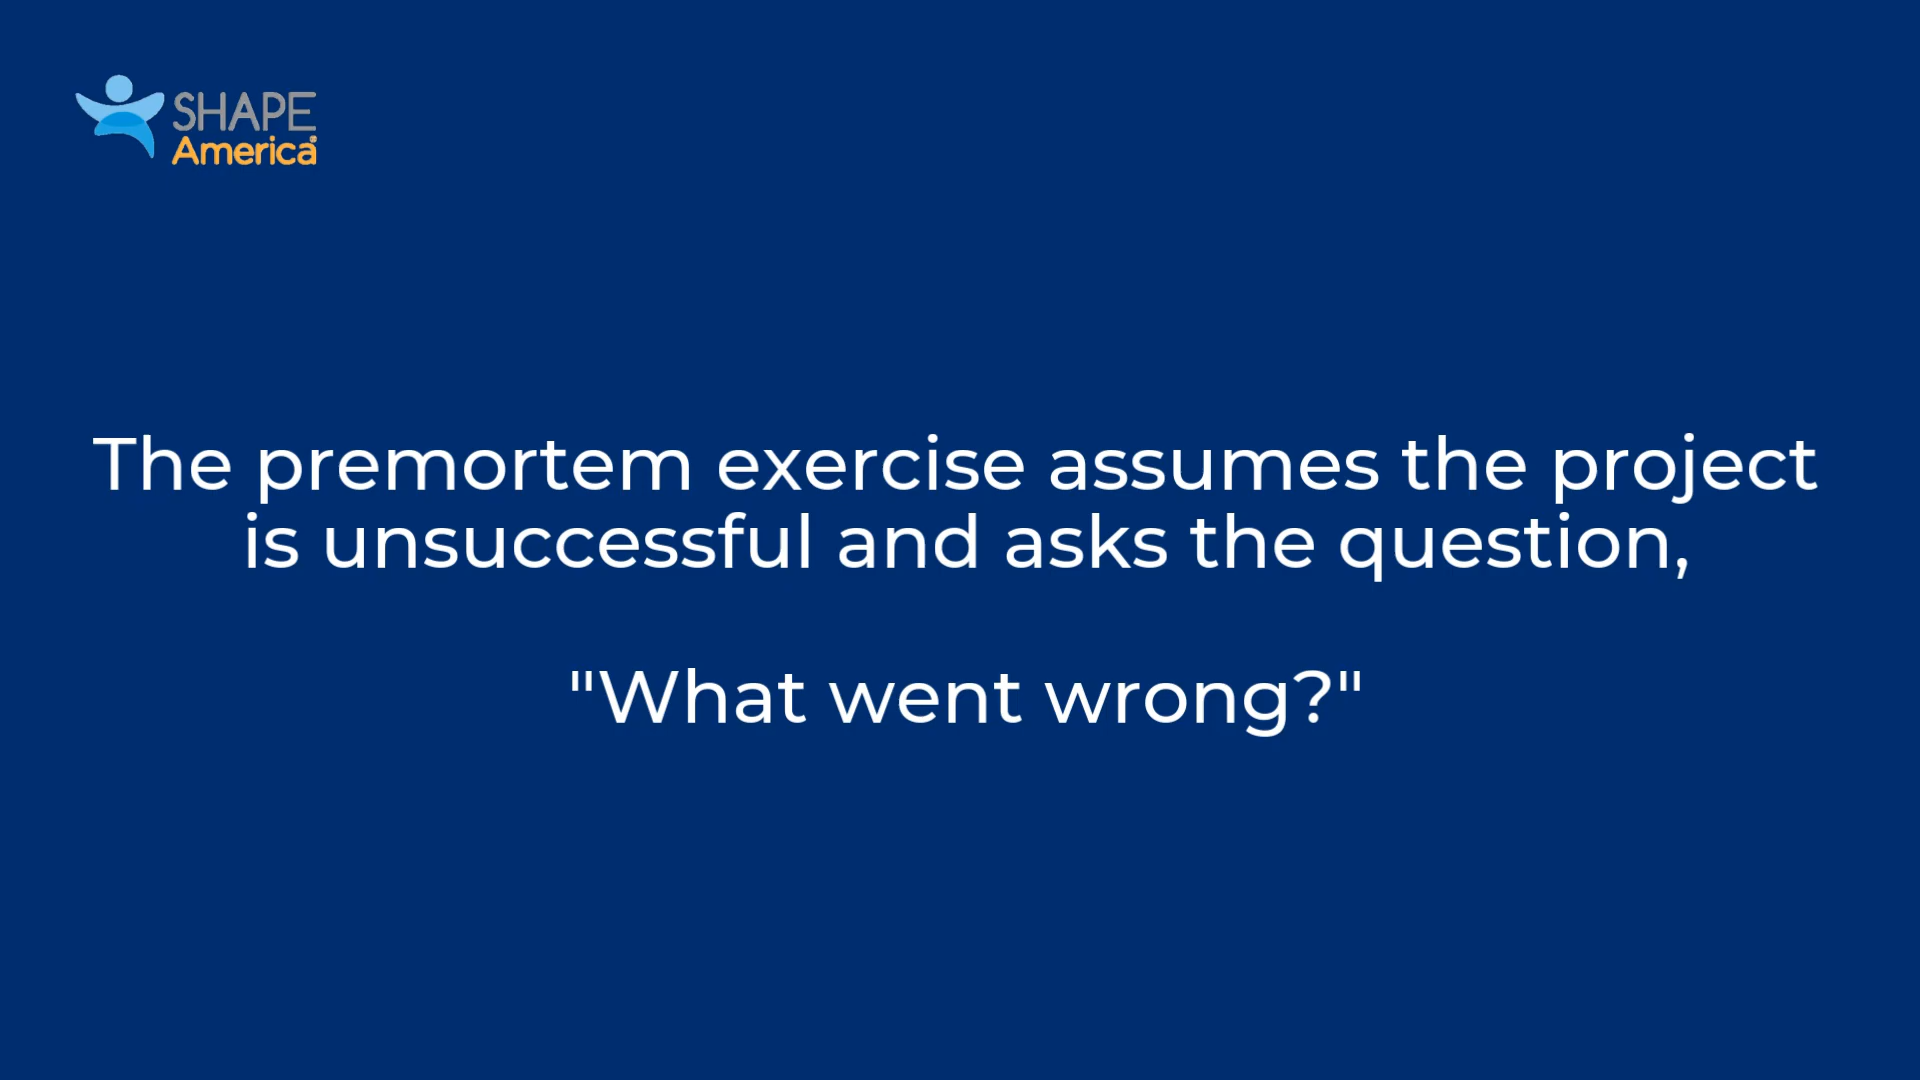 SHAPE
America®
The premortem exercise assumes the project
is unsuccessful and asks the question,
"What went wrong?"